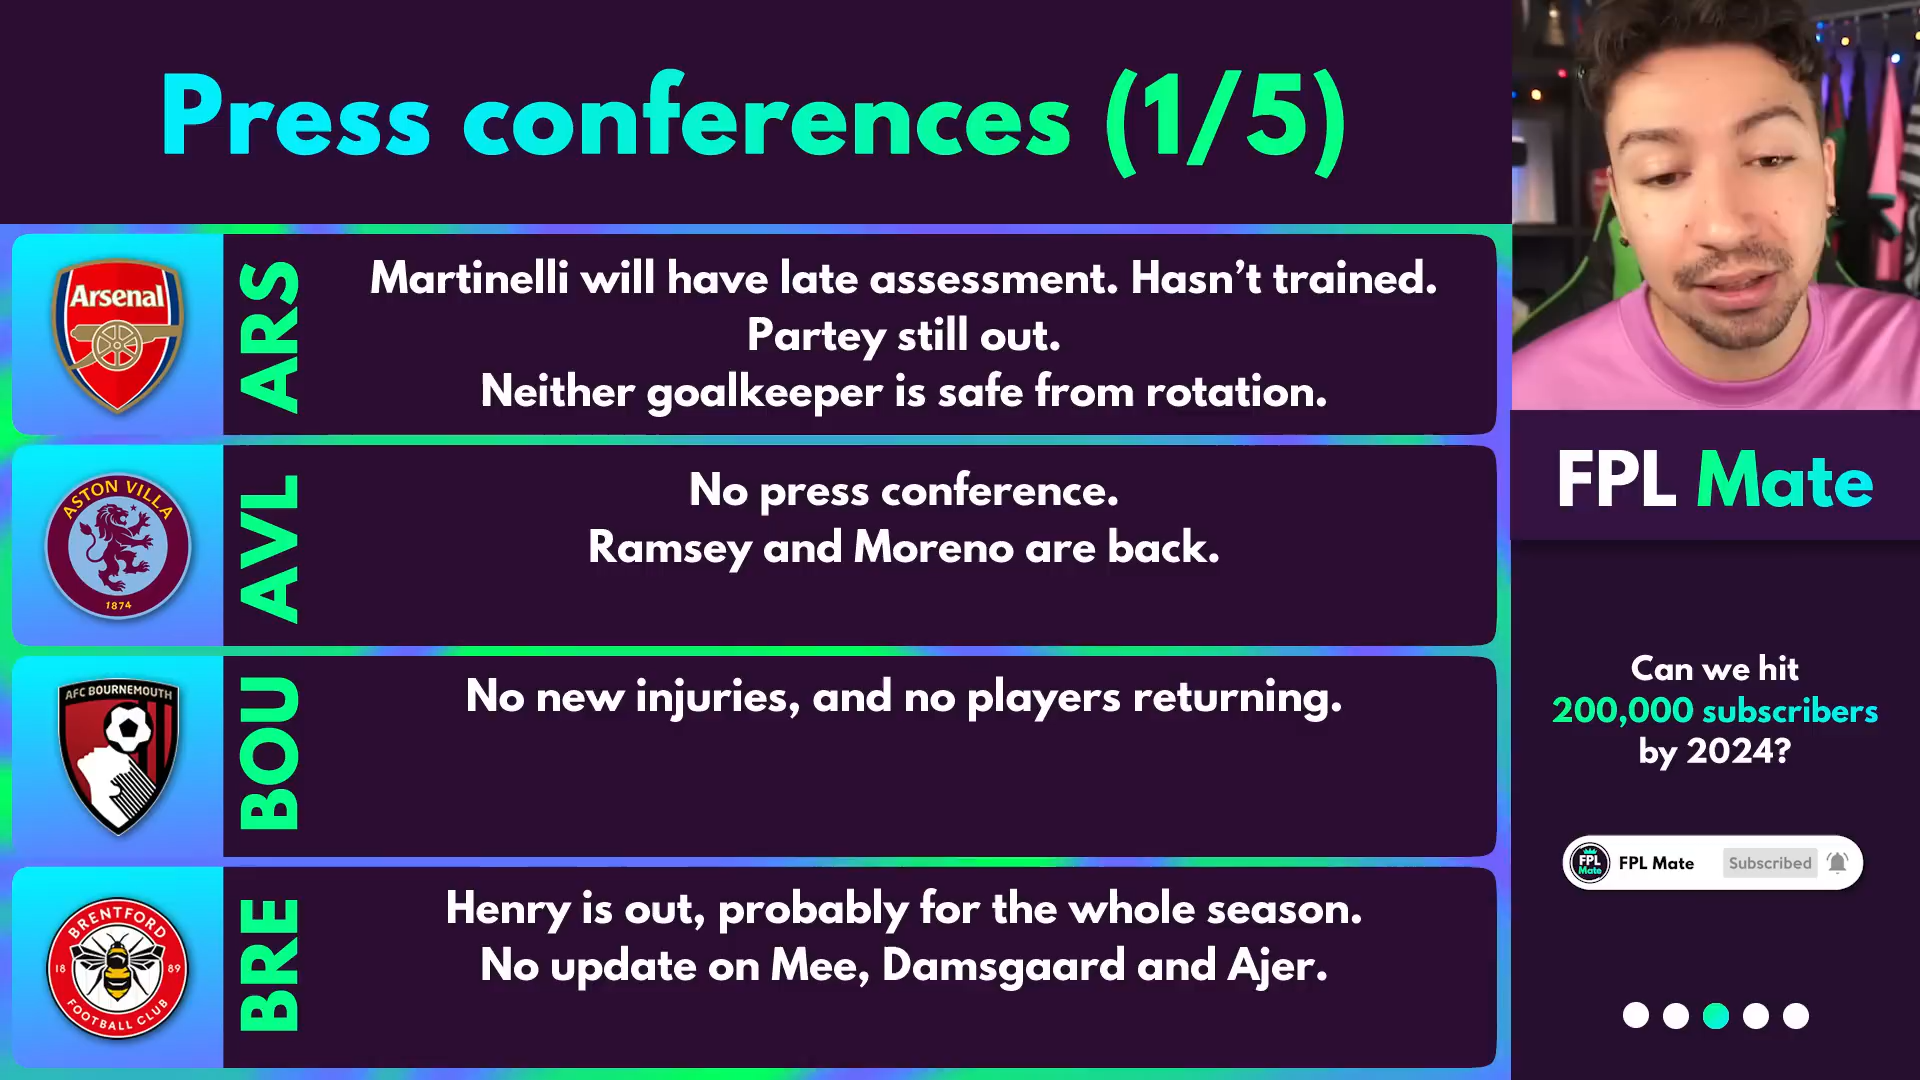 Press conferences (1/5)
Arsenal
ARS
Martinelli will have late assessment. Hasn't trained.
Partey still out.
Neither goalkeeper is safe from rotation.
ASTON VILLA
1874
AVL
No press conference.
Ramsey and Moreno are back.
AFC BOURNEMOUTH
BOU
No new injuries, and no players returning.
BRENTFORD
18 89
FOOTBALL CLUB
BRE
Henry is out, probably for the whole season.
No update on Mee, Damsgaard and Ajer.
FPL Mate
Can we hit
200,000 subscribers
by 2024?
FPL
Mate
FPL Mate
Subscribed